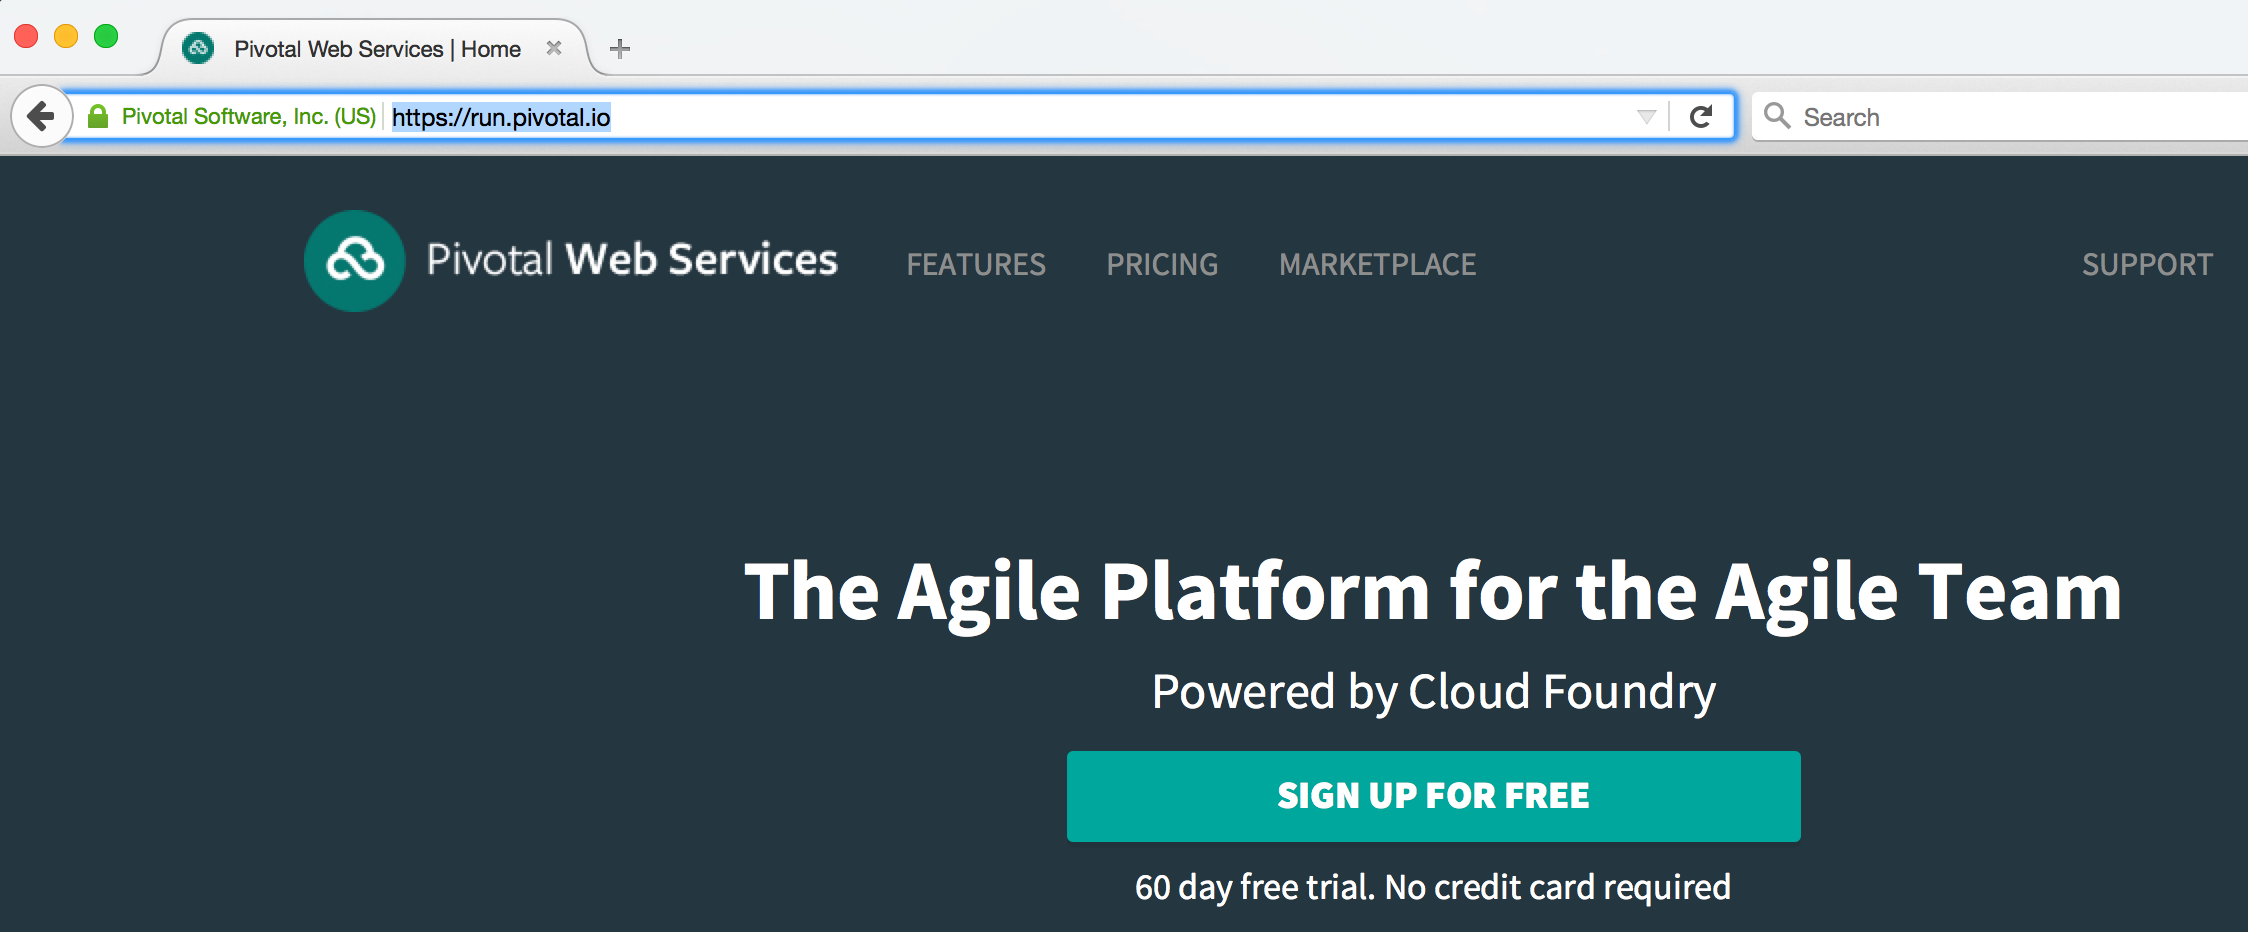 Pivotal Web Services | Home
Pivotal Software, Inc. (US) https://run.pivotal.io Search
Pivotal Web Services FEATURES PRICING MARKETPLACE SUPPORT
The Agile Platform for the Agile Team
Powered by Cloud Foundry
SIGN UP FOR FREE
60 day free trial. No credit card required